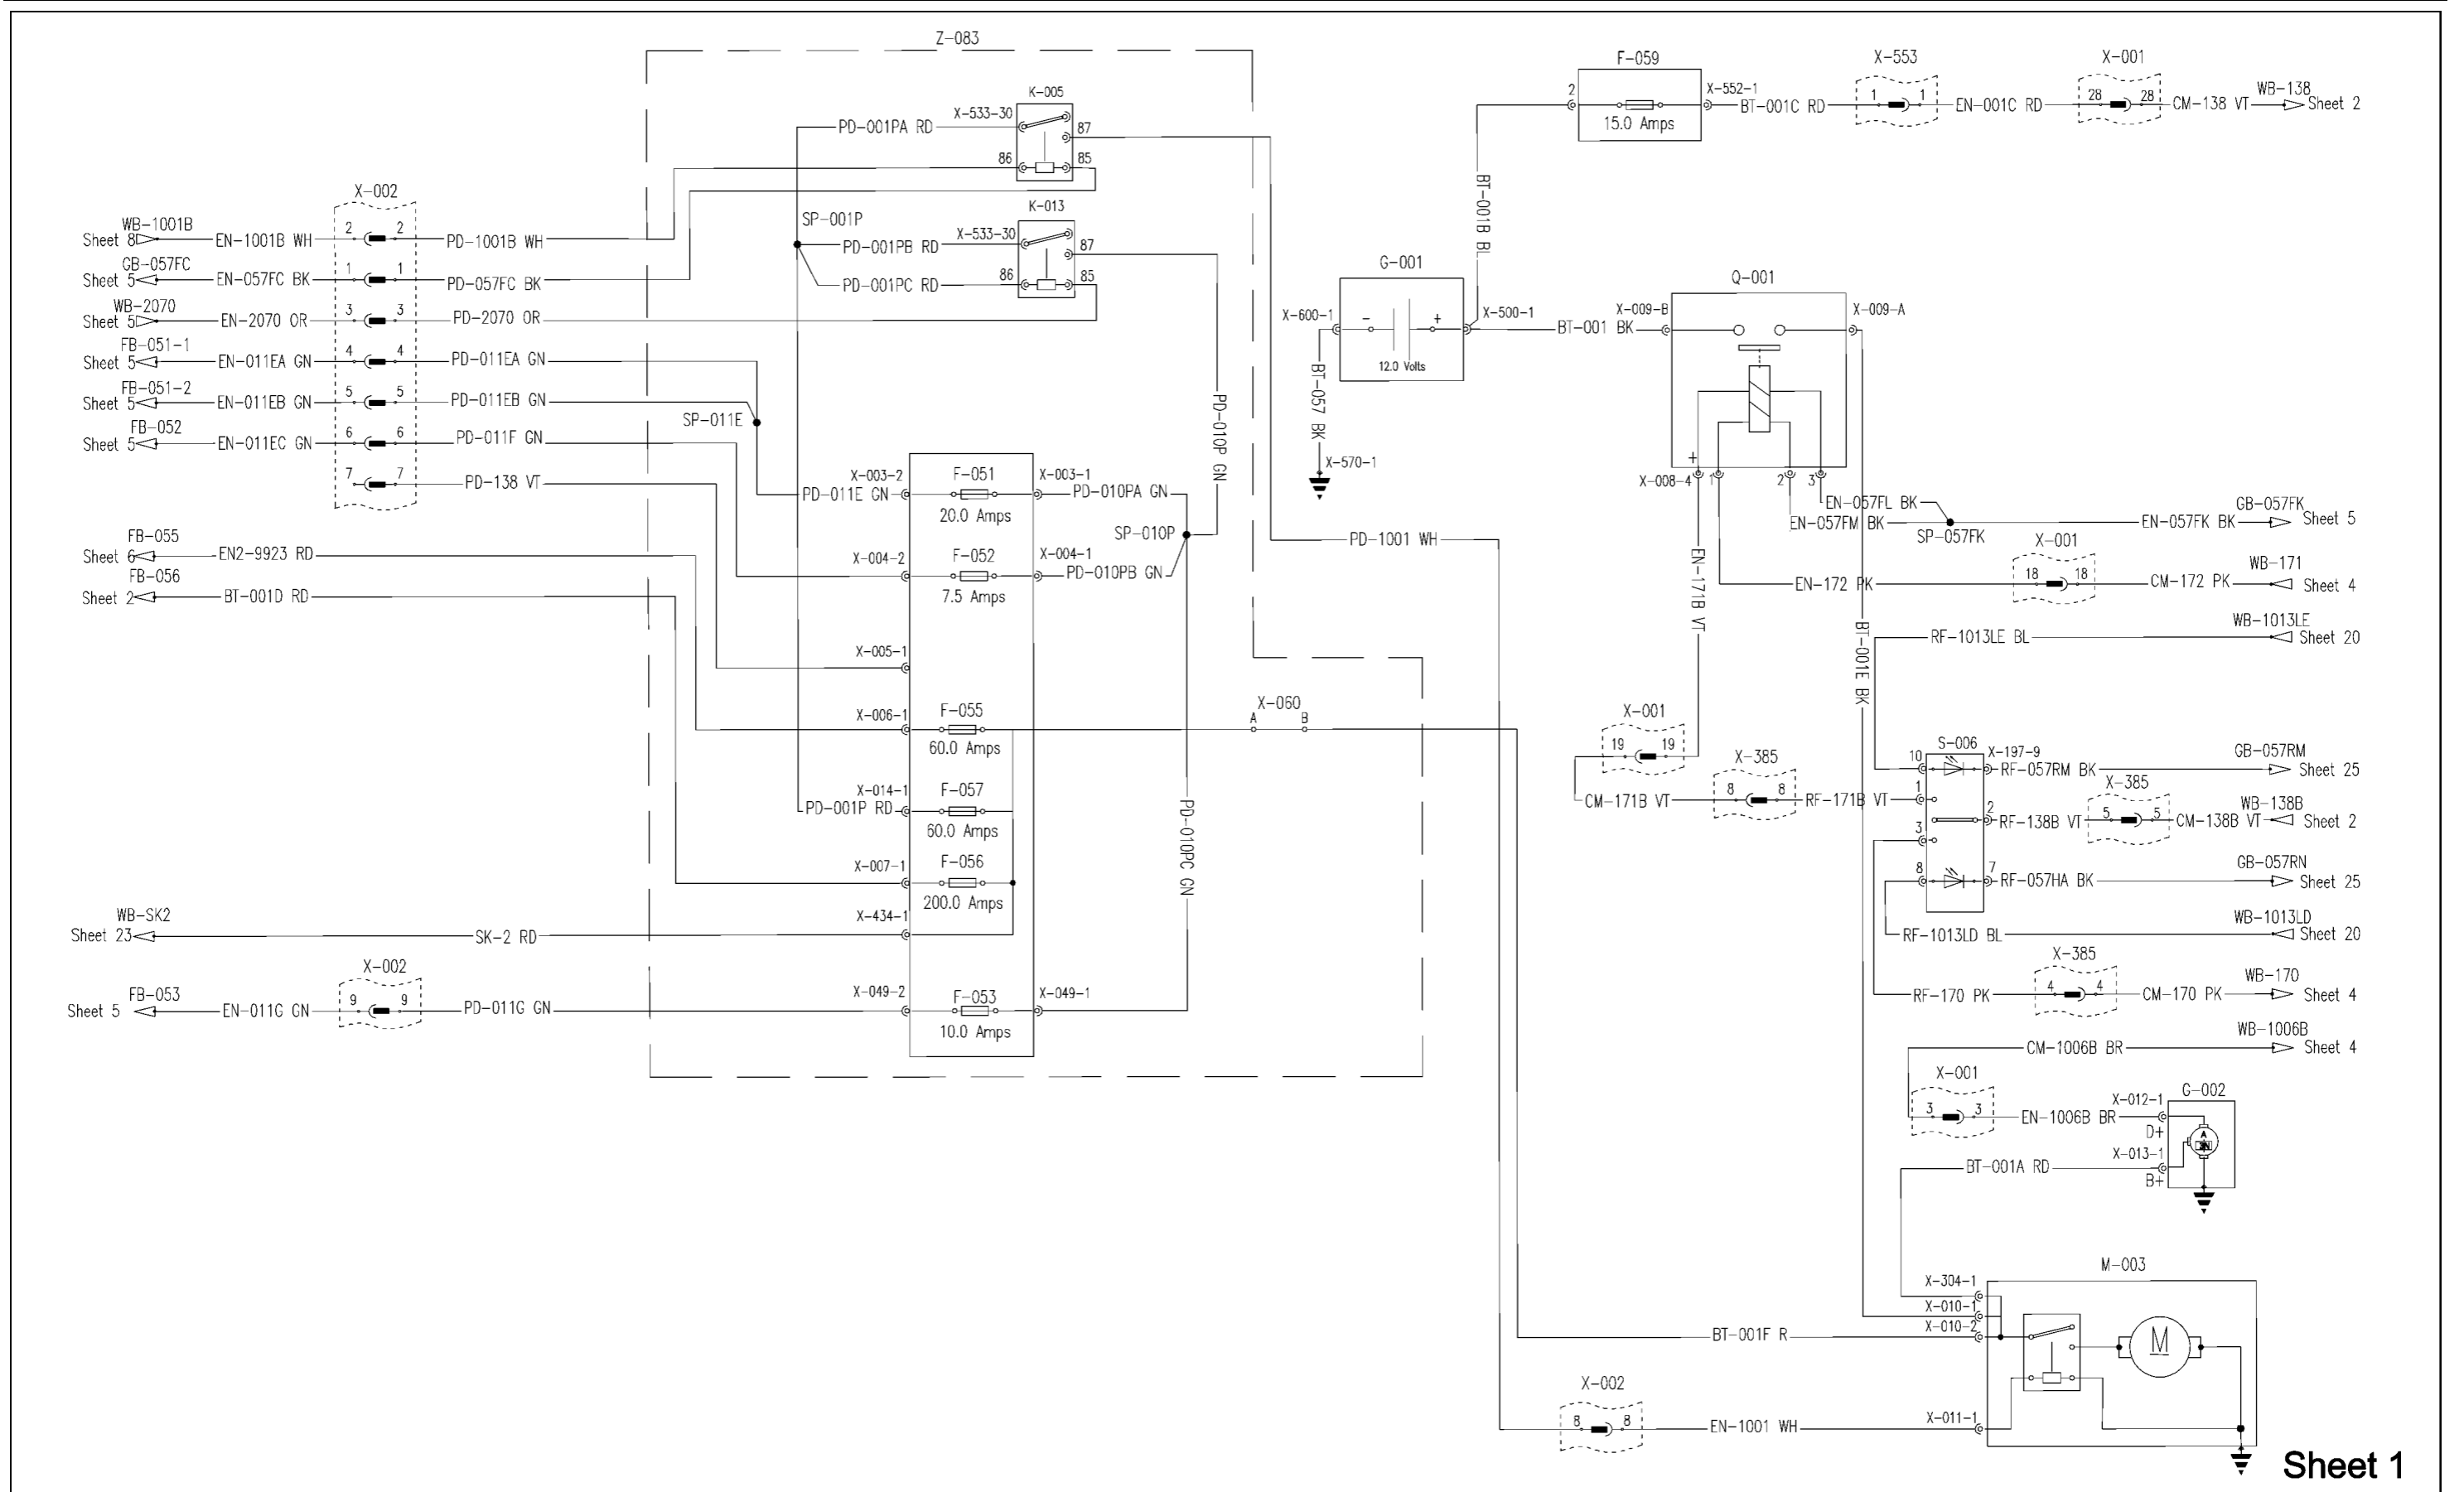 Z-083
K-005
X-533-30
PD-001PA RD
87
86
85
K-013
SP-001P
PD-001PB RD
X-533-30
87
PD-001PC RD
86
85
X-002
WB-1001B
Sheet 8
EN-1001B WH
2
2
PD-1001B WH
GB-057FC
Sheet 5
EN-057FC BK
1
1
PD-057FC BK
WB-2070
Sheet 5
EN-2070 OR
3
3
PD-2070 OR
FB-051-1
Sheet 5
EN-011EA GN
4
4
PD-011EA GN
FB-051-2
Sheet 5
EN-011EB GN
5
5
PD-011EB GN
FB-052
Sheet 5
EN-011EC GN
6
6
PD-011F GN
7
7
PD-138 VT
SP-011E
FB-055
Sheet 6
EN2-9923 RD
FB-056
Sheet 2
BT-001D RD
X-003-2
F-051
X-003-1
PD-011E GN
20.0 Amps
PD-010PA GN
SP-010P
PD-010P GN
X-004-2
F-052
X-004-1
7.5 Amps
PD-010PB GN
X-005-1
X-006-1
F-055
60.0 Amps
X-060
A
B
X-014-1
F-057
PD-001P RD
60.0 Amps
X-007-1
F-056
200.0 Amps
PD-010PC GN
WB-SK2
Sheet 23
SK-2 RD
X-434-1
X-002
FB-053
Sheet 5
EN-011G GN
9
9
PD-011G GN
X-049-2
F-053
X-049-1
10.0 Amps
F-059
2
15.0 Amps
X-552-1
BT-001C RD
X-553
1
1
EN-001C RD
X-001
28
28
CM-138 VT
WB-138
Sheet 2
BT-001B BL
G-001
X-600-1
-
+
12.0 Volts
X-500-1
BT-057 BK
X-570-1
BT-001 BK
Q-001
X-009-B
X-009-A
+
X-008-4
1
2
3
EN-057FL BK
EN-057FM BK
SP-057FK
EN-057FK BK
GB-057FK
Sheet 5
PD-1001 WH
EN-171B VT
EN-172 PK
X-001
18
18
CM-172 PK
WB-171
Sheet 4
BT-001E BK
RF-1013LE BL
WB-1013LE
Sheet 20
X-001
19
19
CM-171B VT
X-385
8
8
RF-171B VT
S-006
10
X-197-9
RF-057RM BK
GB-057RM
Sheet 25
1
2
RF-138B VT
X-385
5
5
CM-138B VT
WB-138B
Sheet 2
3
8
7
RF-057HA BK
GB-057RN
Sheet 25
RF-1013LD BL
WB-1013LD
Sheet 20
X-385
RF-170 PK
4
4
CM-170 PK
WB-170
Sheet 4
CM-1006B BR
WB-1006B
Sheet 4
X-001
3
3
EN-1006B BR
X-012-1
G-002
D+
A
BT-001A RD
X-013-1
B+
M-003
X-304-1
X-010-1
BT-001F R
X-010-2
M
X-002
8
8
EN-1001 WH
X-011-1
Sheet 1